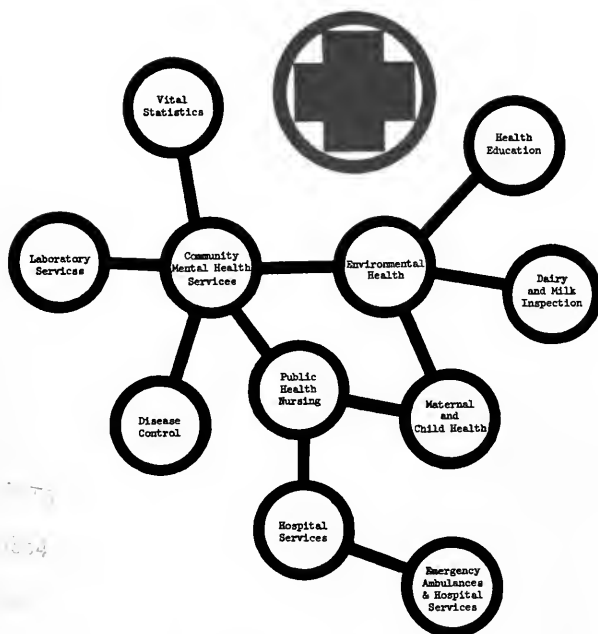 Vital
Statistics
Health
Education
Laboratory
Services
Community
Mental Health
Services
Environmental
Health
Dairy
and Milk
Inspection
Public
Health
Nursing
Maternal
and
Child Health
Disease
Control
Hospital
Services
Emergency
Ambulances
& Hospital
Services